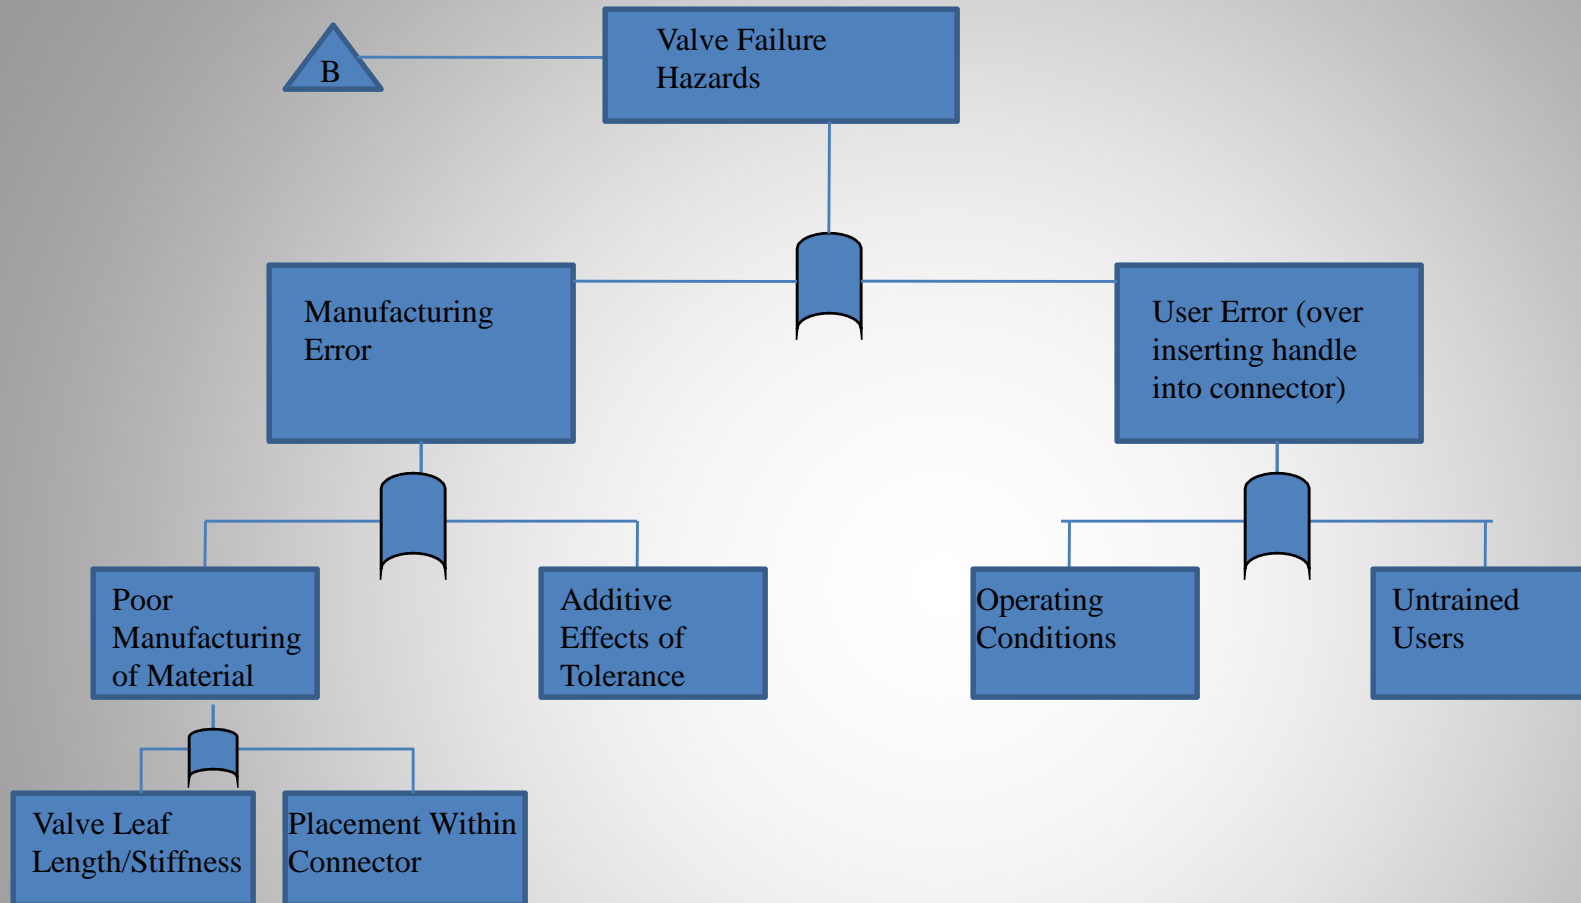 B
Valve Failure
Hazards
Manufacturing
Error
User Error (over
inserting handle
into connector)
Poor
Manufacturing
of Material
Additive
Effects of
Tolerance
Operating
Conditions
Untrained
Users
Valve Leaf
Length/Stiffness
Placement Within
Connector